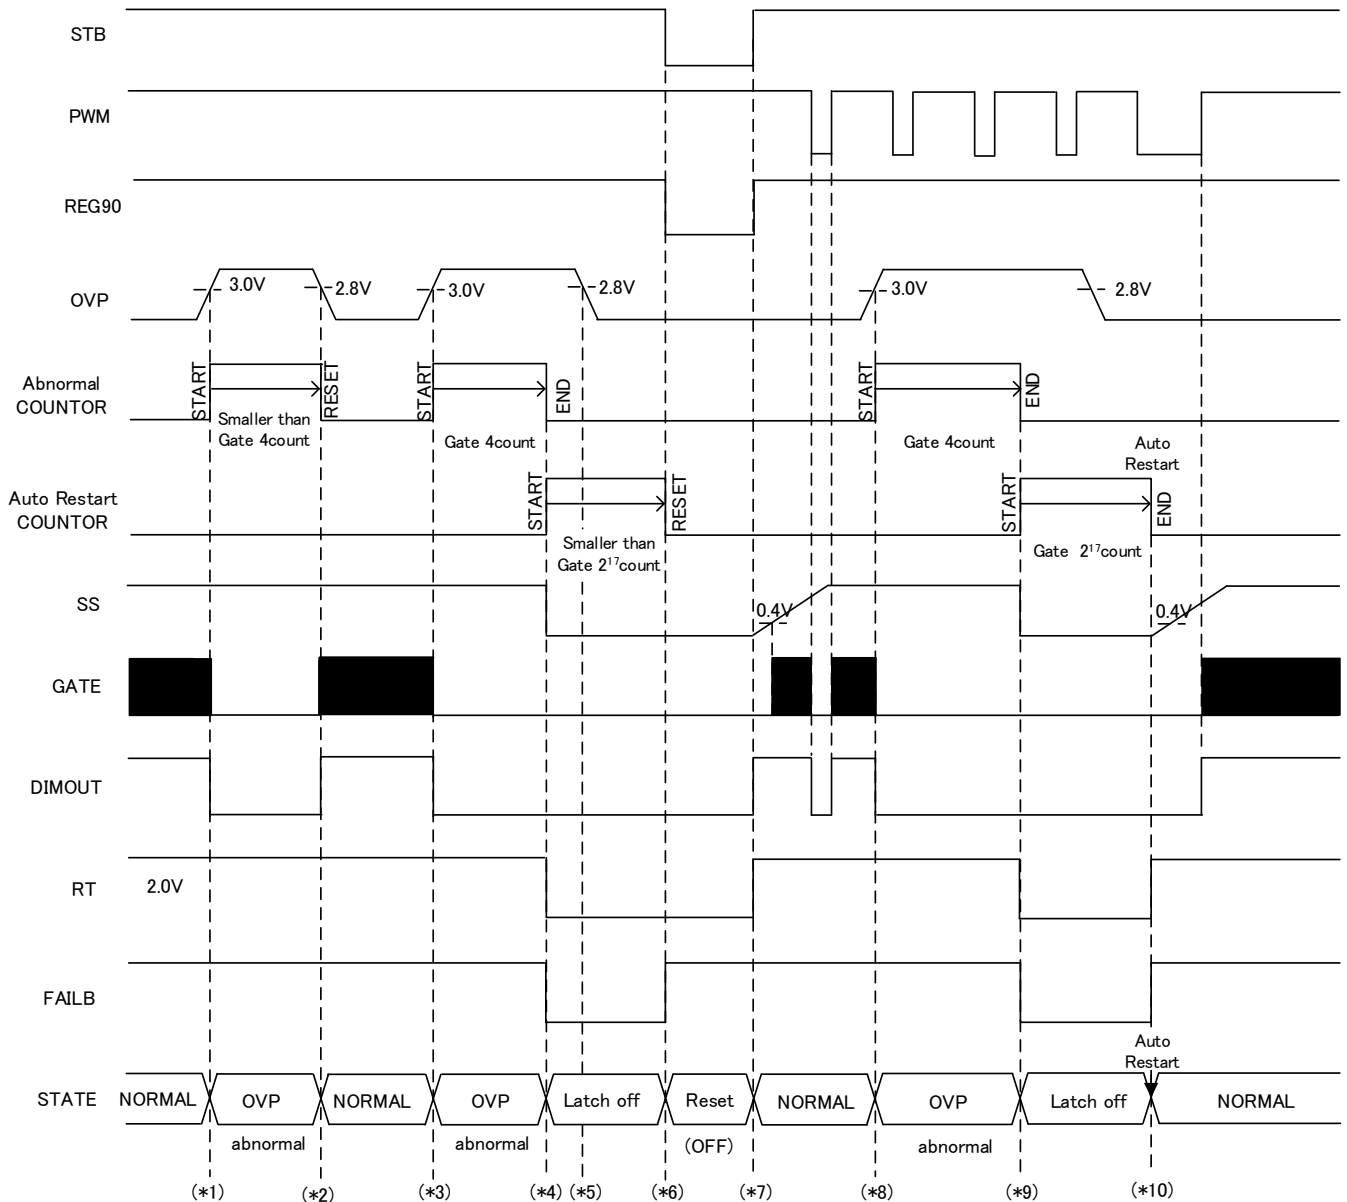 STB
PWM
REG90
OVP
3.0V
2.8V
3.0V
2.8V
3.0V
2.8V
Abnormal
COUNTOR
START
RESET
START
END
START
END
Smaller than
Gate 4count
Gate 4count
Gate 4count
Auto
Restart
Auto Restart
COUNTOR
START
RESET
START
END
Smaller than
Gate 2¹⁷count
Gate 2¹⁷count
SS
0.4V
0.4V
GATE
DIMOUT
RT
2.0V
FAILB
Auto
Restart
STATE
NORMAL
OVP
NORMAL
OVP
Latch off
Reset
NORMAL
OVP
Latch off
NORMAL
abnormal
abnormal
(OFF)
abnormal
(*1)
(*2)
(*3)
(*4)
(*5)
(*6)
(*7)
(*8)
(*9)
(*10)